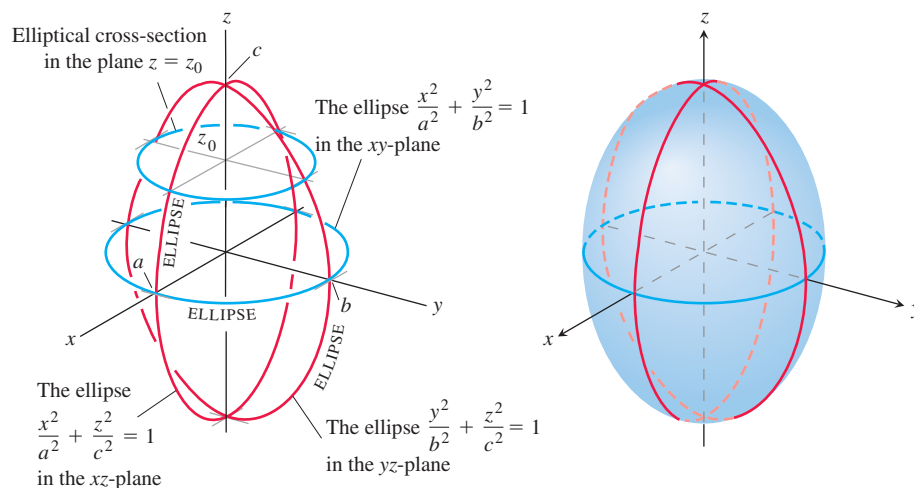 z
c
Elliptical cross-section
in the plane z = z₀
The ellipse x²/a² + y²/b² = 1
in the xy-plane
z₀
ELLIPSE
a
b
y
x
ELLIPSE
ELLIPSE
The ellipse
x²/a² + z²/c² = 1
in the xz-plane
The ellipse y²/b² + z²/c² = 1
in the yz-plane
z
y
x